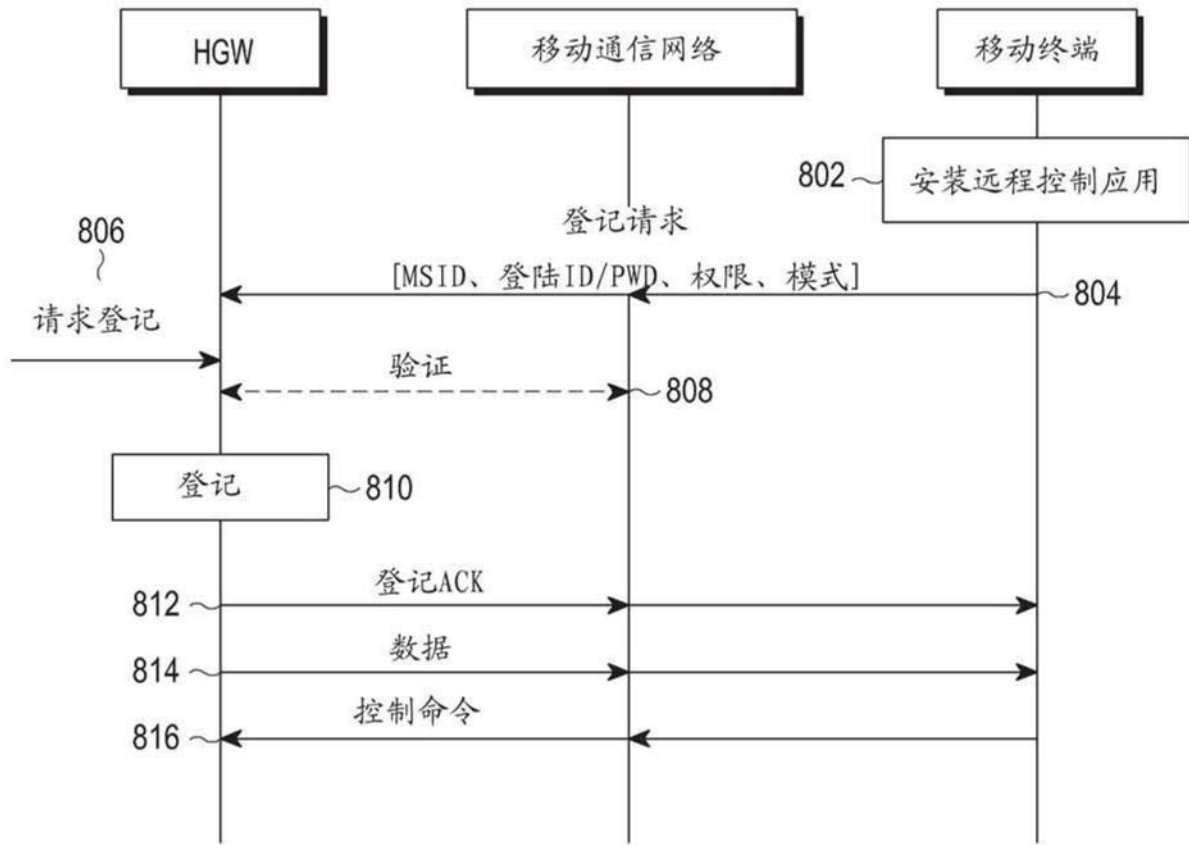 HGW
移动通信网络
移动终端
802
安装远程控制应用
登记请求
806
[MSID、登陆ID/PWD、权限、模式]
804
请求登记
验证
808
登记
810
登记ACK
812
数据
814
控制命令
816